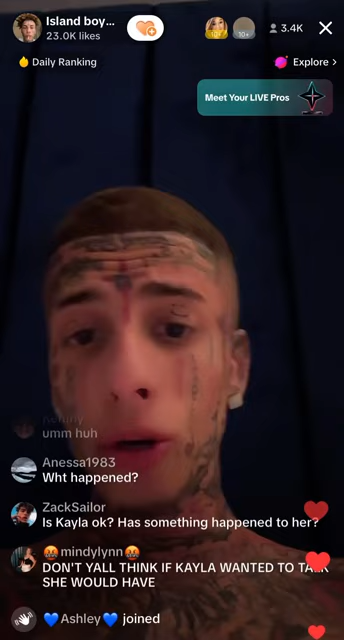 Island boy...
23.0K likes
10+
10+
3.4K
Daily Ranking
Explore >
Meet Your LIVE Pros
umm huh
Anessa1983
Wht happened?
ZackSailor
Is Kayla ok? Has something happened to her?
🤬mindylynn🤬
DON'T YALL THINK IF KAYLA WANTED TO TALK
SHE WOULD HAVE
💙Ashley💙 joined